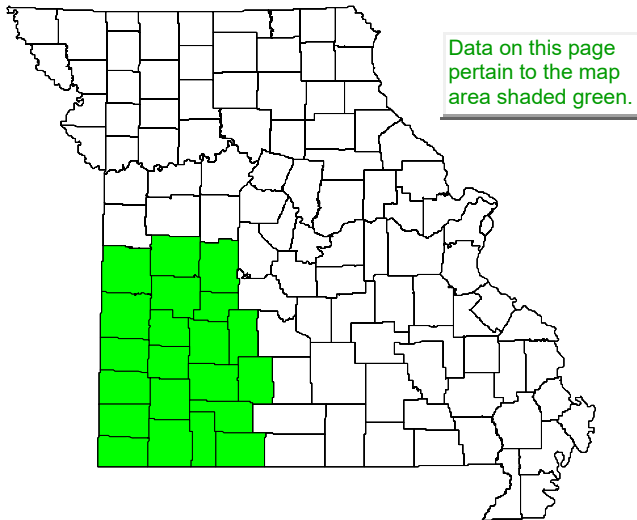 Data on this page
pertain to the map
area shaded green.